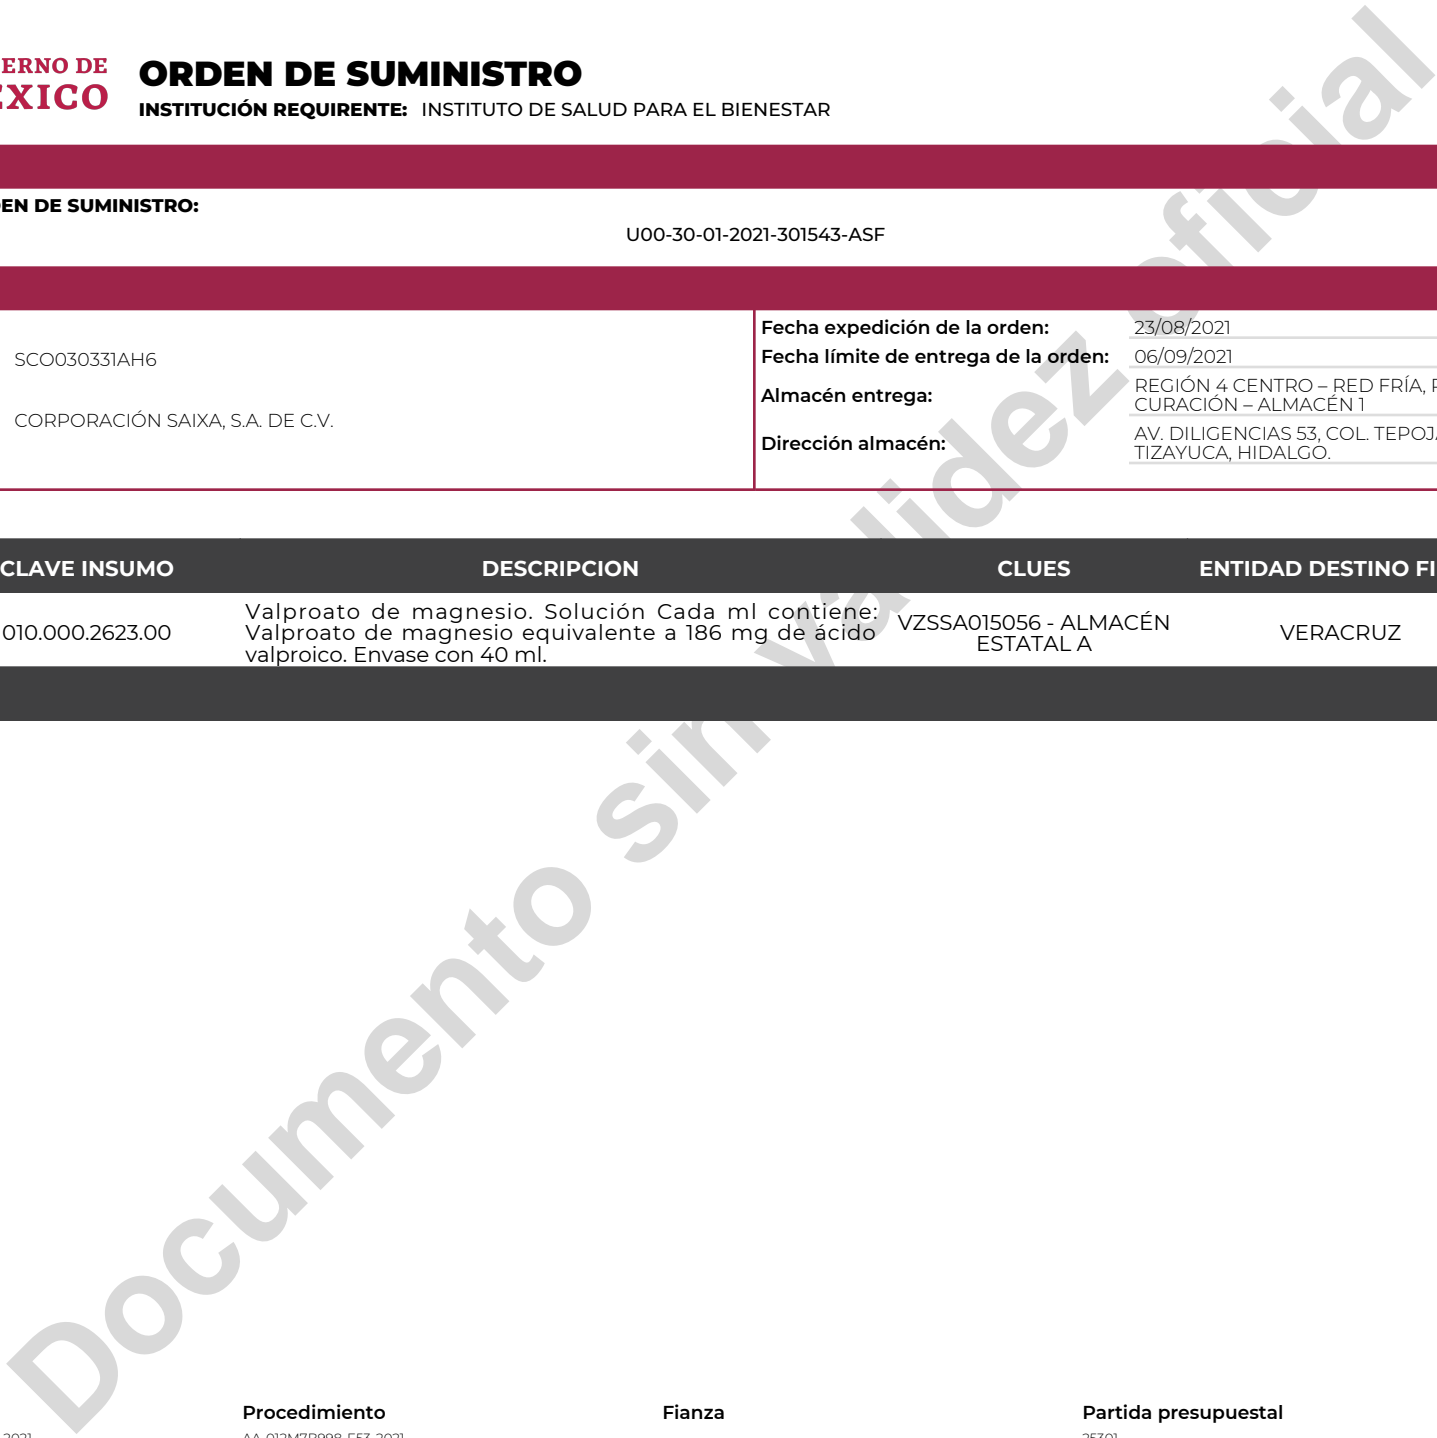 ERNO DE
ORDEN DE SUMINISTRO
INSTITUCIÓN REQUIRENTE: INSTITUTO DE SALUD PARA EL BIENESTAR
EN DE SUMINISTRO:
U00-30-01-2021-301543-ASF
SCO030331AH6
CORPORACIÓN SAIXA, S.A. DE C.V.
Fecha expedición de la orden: 23/08/2021
Fecha límite de entrega de la orden: 06/09/2021
Almacén entrega: REGIÓN 4 CENTRO – RED FRÍA,
CURACIÓN – ALMACÉN 1
Dirección almacén: AV. DILIGENCIAS 53, COL. TEPOJ
TIZAYUCA, HIDALGO.
CLAVE INSUMO DESCRIPCION CLUES ENTIDAD DESTINO FI
010.000.2623.00
Valproato de magnesio. Solución Cada ml contiene:
Valproato de magnesio equivalente a 186 mg de ácido
valproico. Envase con 40 ml.
VZSSA015056 - ALMACÉN
ESTATAL A
VERACRUZ
Documento sin validez oficial
Procedimiento Fianza Partida presupuestal